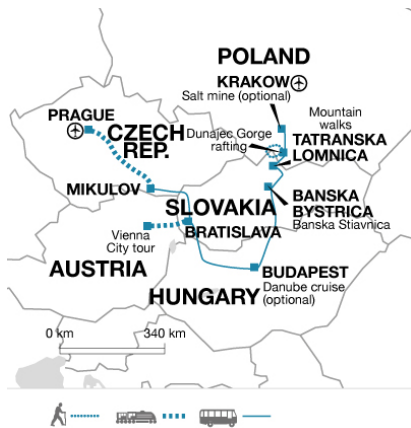 POLAND
KRAKOW
Salt mine (optional)
Mountain
walks
PRAGUE
Dunajec Gorge
rafting
CZECH
REP.
TATRANSKA
LOMNICA
MIKULOV
BANSKA
BYSTRICA
Banska Stiavnica
SLOVAKIA
BRATISLAVA
Vienna
City tour
AUSTRIA
BUDAPEST
Danube cruise
(optional)
HUNGARY
0 km
340 km